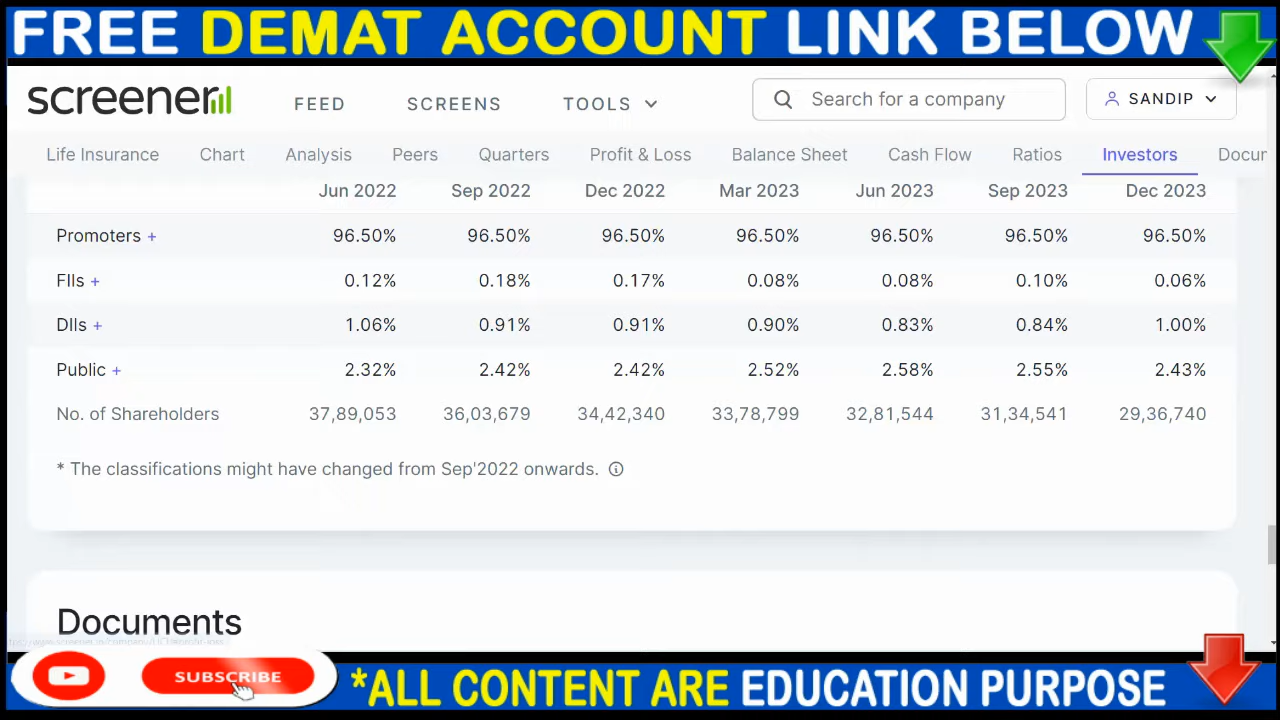 FREE DEMAT ACCOUNT LINK BELOW
screener FEED SCREENS TOOLS Search for a company SANDIP
Life Insurance Chart Analysis Peers Quarters Profit & Loss Balance Sheet Cash Flow Ratios Investors Docur
Jun 2022 Sep 2022 Dec 2022 Mar 2023 Jun 2023 Sep 2023 Dec 2023
Promoters + 96.50% 96.50% 96.50% 96.50% 96.50% 96.50% 96.50%
FIIs + 0.12% 0.18% 0.17% 0.08% 0.08% 0.10% 0.06%
DIIs + 1.06% 0.91% 0.91% 0.90% 0.83% 0.84% 1.00%
Public + 2.32% 2.42% 2.42% 2.52% 2.58% 2.55% 2.43%
No. of Shareholders 37,89,053 36,03,679 34,42,340 33,78,799 32,81,544 31,34,541 29,36,740
* The classifications might have changed from Sep'2022 onwards.
Documents
SUBSCRIBE
*ALL CONTENT ARE EDUCATION PURPOSE